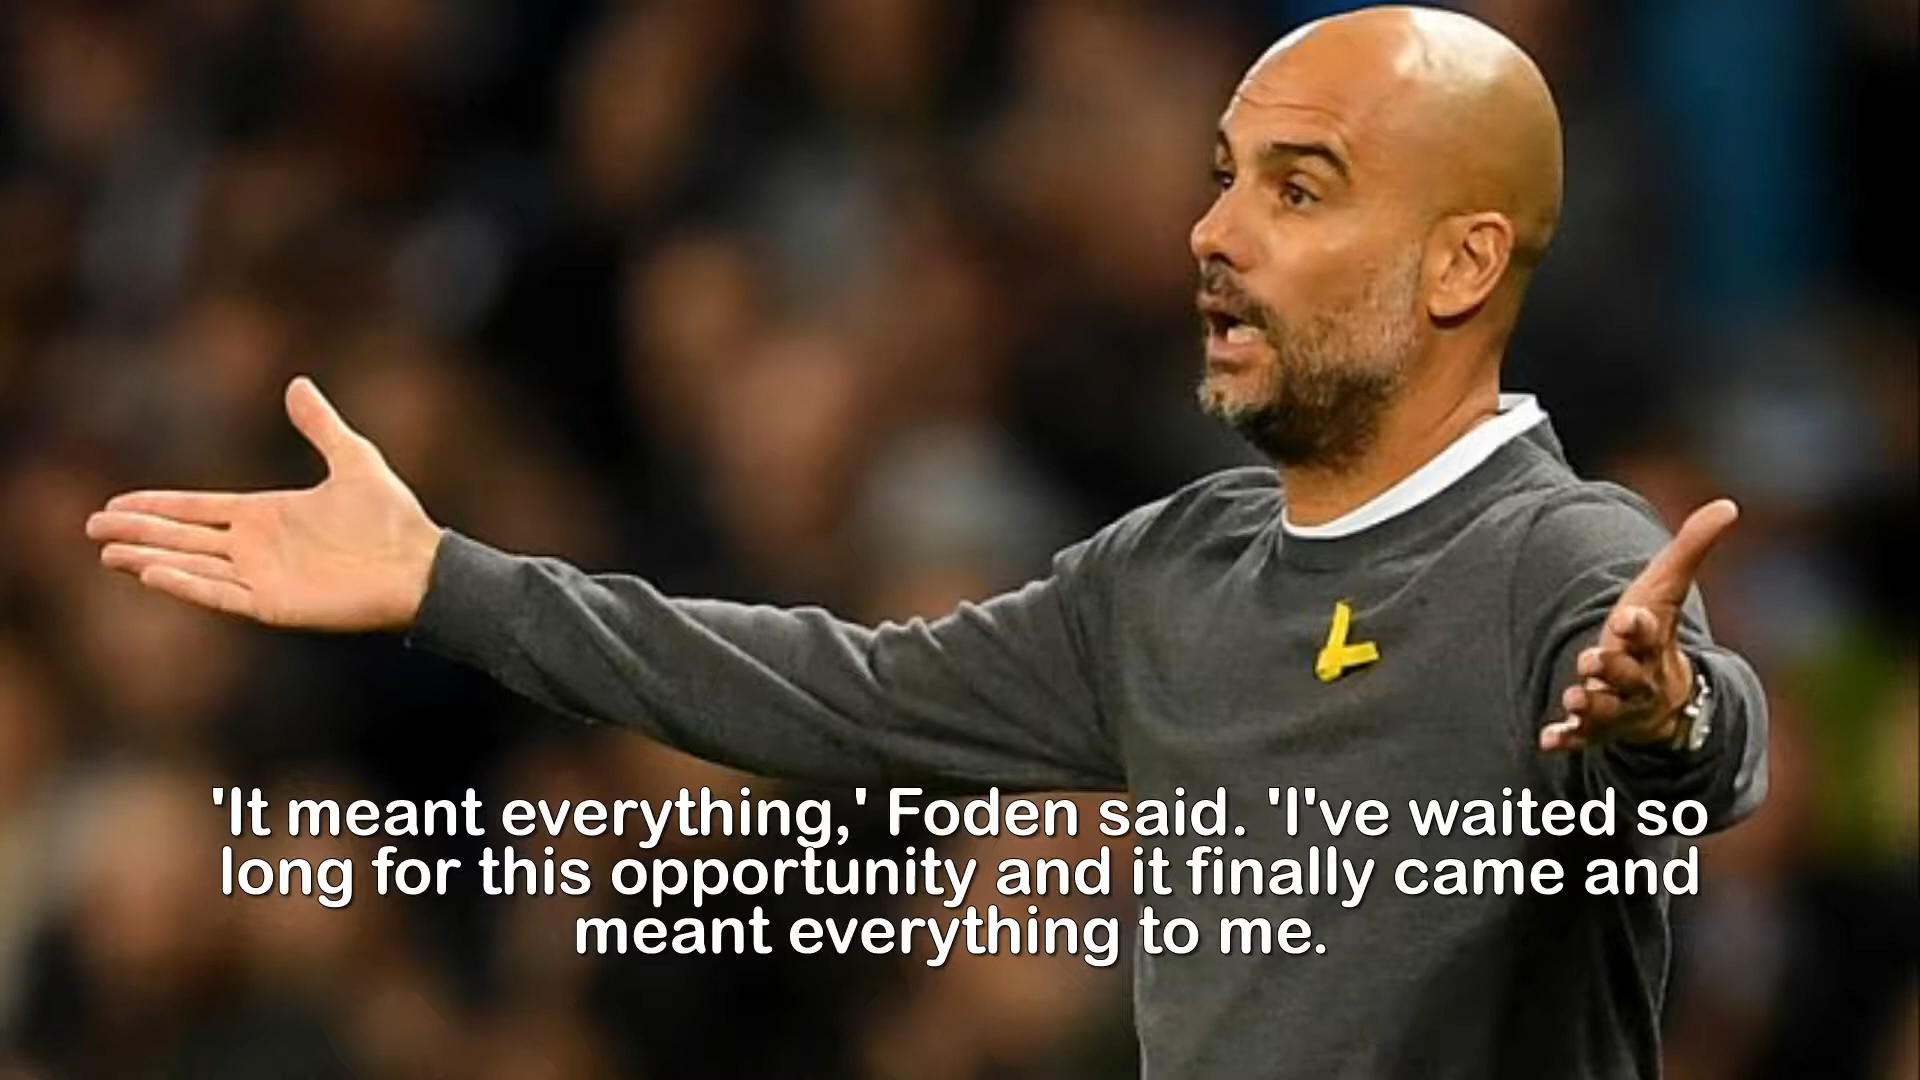 'It meant everything,' Foden said. 'I've waited so
long for this opportunity and it finally came and
meant everything to me.